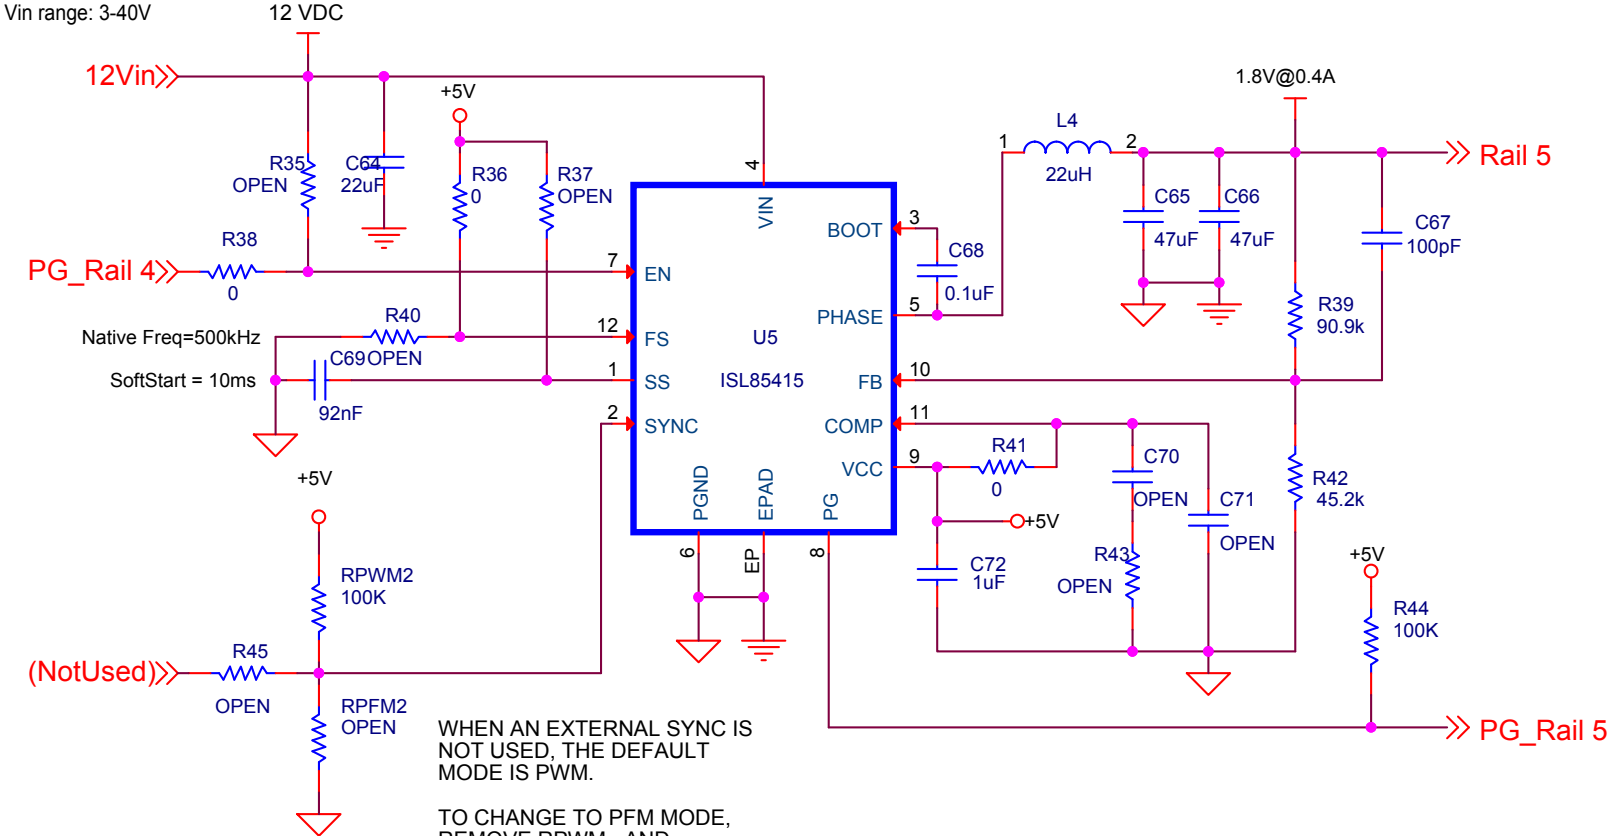 Vin range: 3-40V
12 VDC
12Vin
+5V
1.8V@0.4A
L4
1
2
22uH
Rail 5
R35
OPEN
C64
22uF
R36
0
R37
OPEN
4
VIN
3
BOOT
C65
47uF
C66
47uF
C67
100pF
R38
0
PG_Rail 4
7
EN
C68
0.1uF
5
PHASE
R39
90.9k
Native Freq=500kHz
R40
OPEN
12
FS
U5
ISL85415
SoftStart = 10ms
C69
92nF
1
SS
10
FB
2
SYNC
11
COMP
9
VCC
R41
0
C70
OPEN
C71
OPEN
R42
45.2k
+5V
PGND
EPAD
PG
6
EP
8
+5V
C72
1uF
R43
OPEN
+5V
R44
100K
RPWM2
100K
(NotUsed)
R45
OPEN
RPFM2
OPEN
PG_Rail 5
WHEN AN EXTERNAL SYNC IS
NOT USED, THE DEFAULT
MODE IS PWM.
TO CHANGE TO PFM MODE,
REMOVE RPWM_ AND